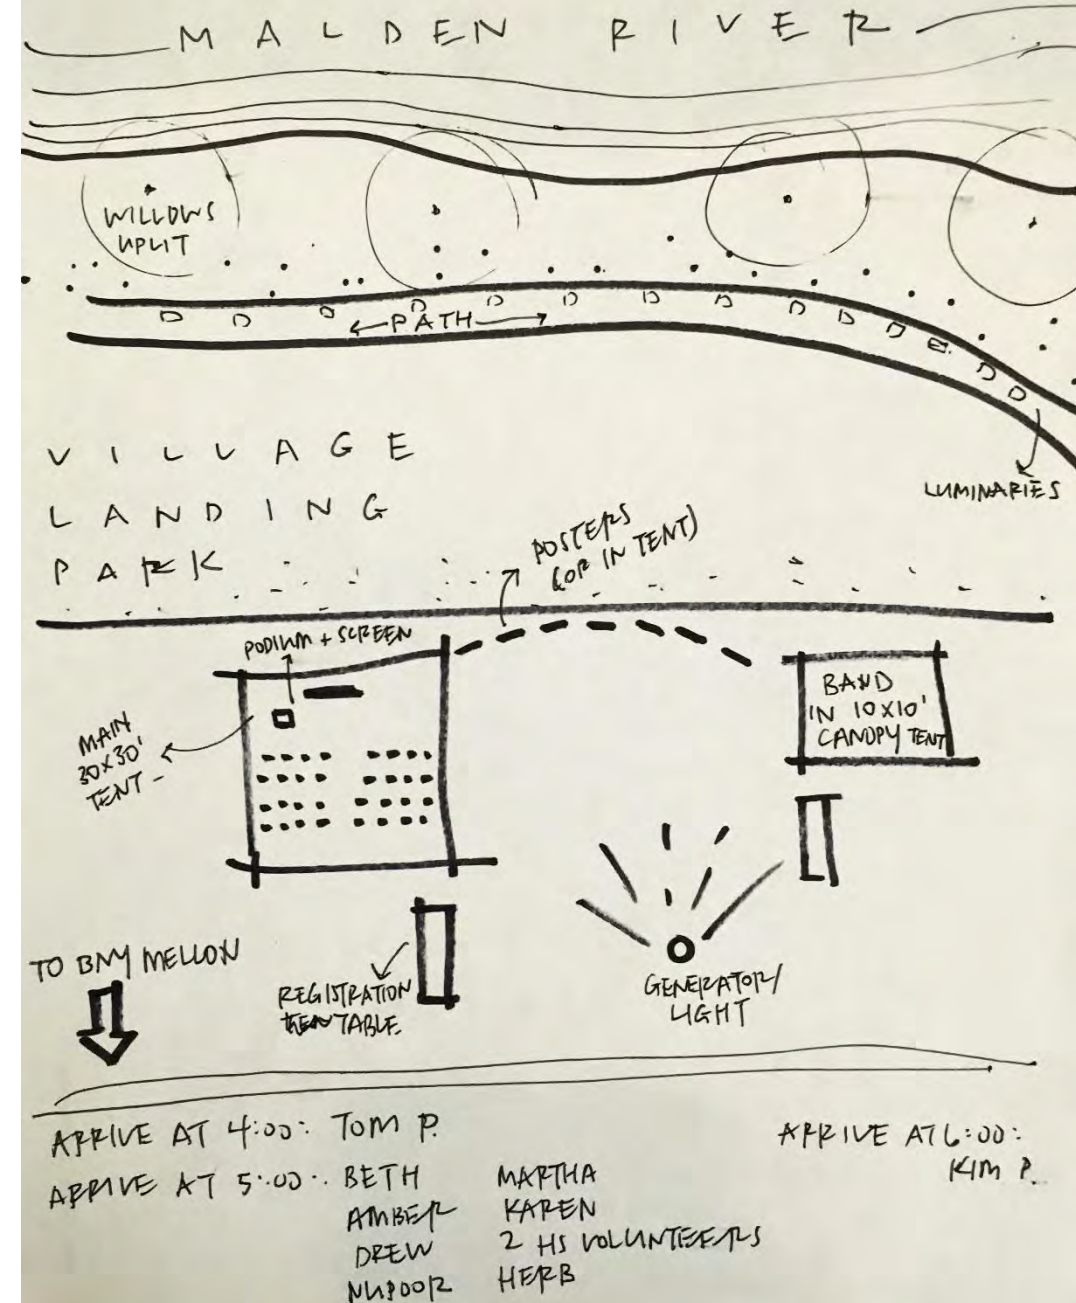 MALDEN RIVER
WILLOWS
UPLIT
PATH
LUMINARIES
VILLAGE
LANDING
PARK
POSTERS
(OR IN TENT)
PODIUM + SCREEN
MAIN
30X30'
TENT
BAND
IN 10X10'
CANOPY TENT
TO BNY MELLON
REGISTRATION
TABLE
GENERATOR/
LIGHT
ARRIVE AT 4:00: TOM P.
ARRIVE AT 6:00:
KIM P.
ARRIVE AT 5:00: BETH MARTHA
AMBER KAREN
DREW 2 HS VOLUNTEERS
NUPOOR HERB